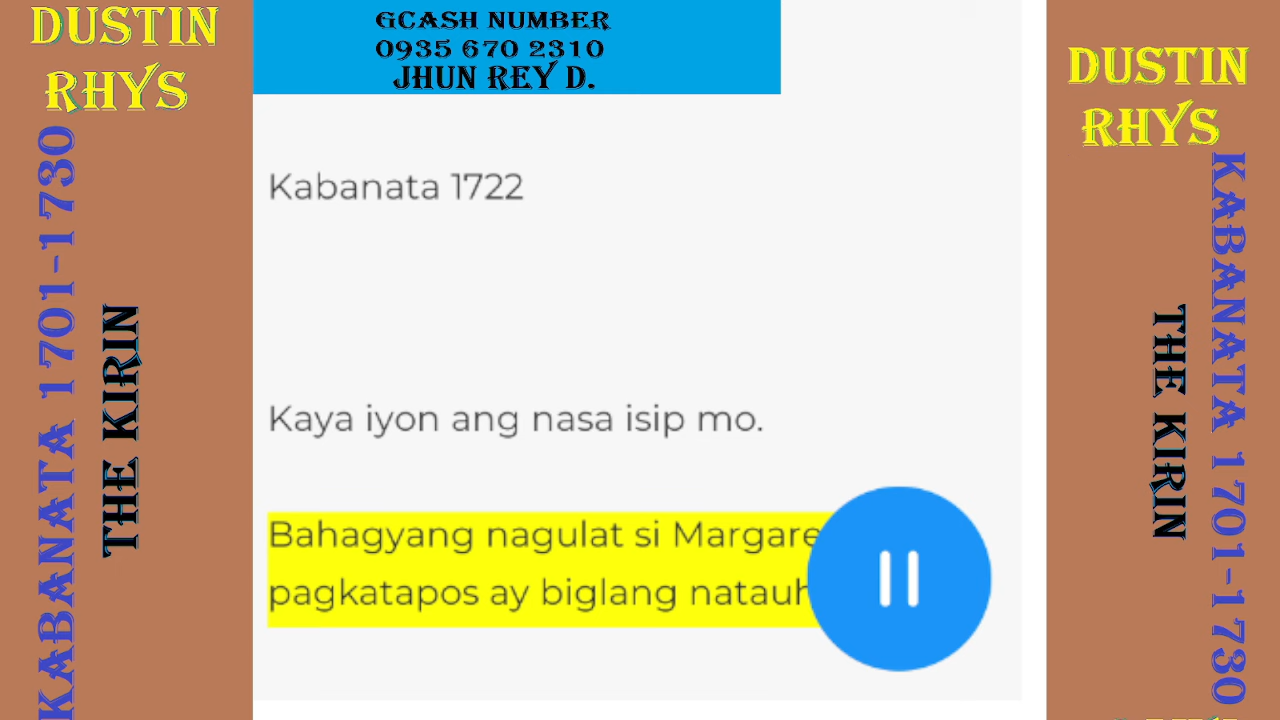 DUSTIN
RHYS
KABANATA 1701-1730
THE KIRIN
GCASH NUMBER
0935 670 2310
JHUN REY D.
Kabanata 1722
Kaya iyon ang nasa isip mo.
Bahagyang nagulat si
pagkatapos ay biglang
DUSTIN
RHYS
KABANATA 1701-1730
THE KIRIN